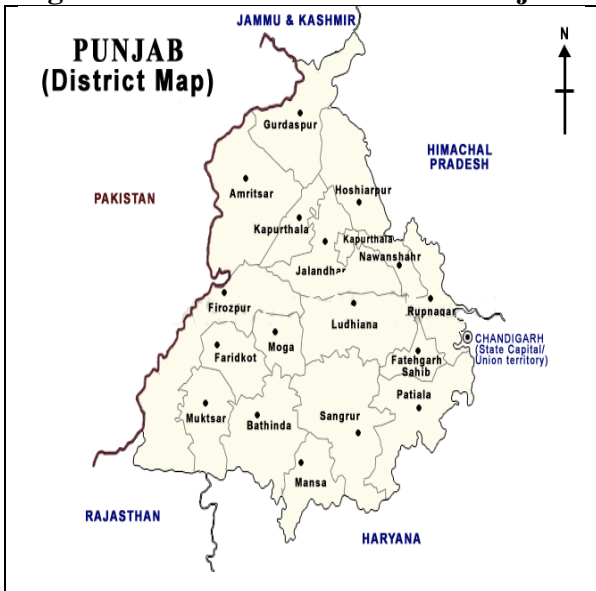 JAMMU & KASHMIR
PUNJAB
(District Map)
N
Gurdaspur
HIMACHAL
PRADESH
PAKISTAN
Amritsar
Hoshiarpur
Kapurthala
Kapurthala
Nawanshahr
Jalandhar
Firozpur
Rupnagar
Ludhiana
CHANDIGARH
(State Capital/
Union territory)
Moga
Faridkot
Fatehgarh
Sahib
Patiala
Muktsar
Bathinda
Sangrur
Mansa
RAJASTHAN
HARYANA